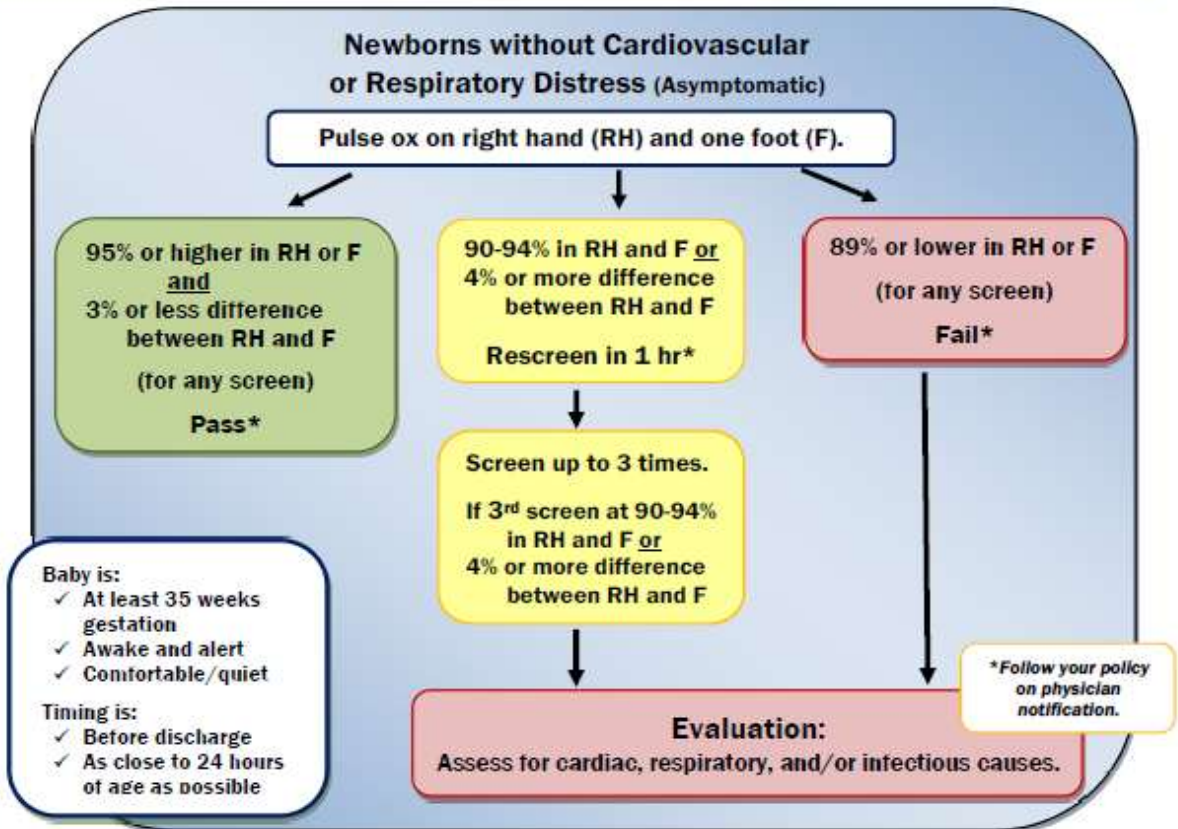 Newborns without Cardiovascular
or Respiratory Distress (Asymptomatic)
Pulse ox on right hand (RH) and one foot (F).
95% or higher in RH or F
and
3% or less difference
between RH and F
(for any screen)
Pass*
90-94% in RH and F or
4% or more difference
between RH and F
Rescreen in 1 hr*
89% or lower in RH or F
(for any screen)
Fail*
Screen up to 3 times.
If 3rd screen at 90-94%
in RH and F or
4% or more difference
between RH and F
Baby is:
✓ At least 35 weeks
gestation
✓ Awake and alert
✓ Comfortable/quiet
Timing is:
✓ Before discharge
✓ As close to 24 hours
of age as possible
*Follow your policy
on physician
notification.
Evaluation:
Assess for cardiac, respiratory, and/or infectious causes.